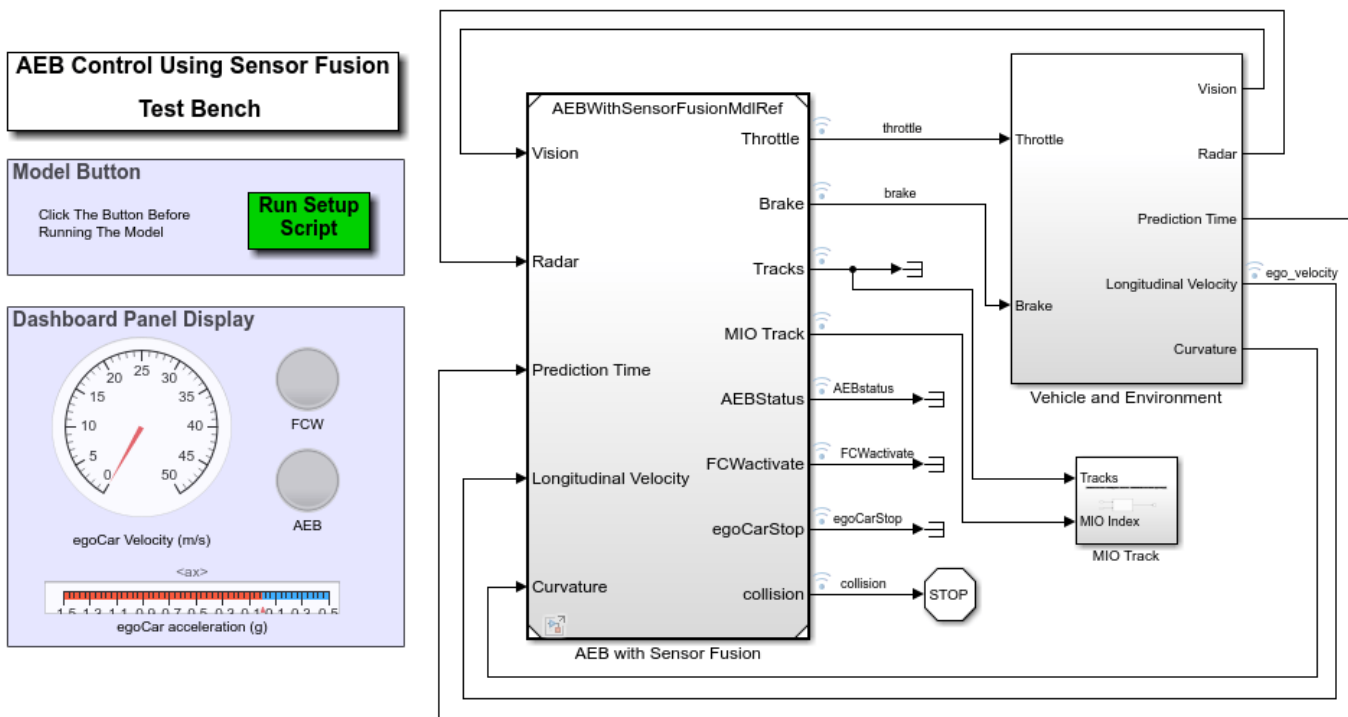 AEB Control Using Sensor Fusion
Test Bench
Model Button
Click The Button Before
Running The Model
Run Setup
Script
Dashboard Panel Display
0
5
10
15
20
25
30
35
40
45
50
egoCar Velocity (m/s)
FCW
AEB
<ax>
egoCar acceleration (g)
AEBWithSensorFusionMdlRef
Vision
Radar
Prediction Time
Longitudinal Velocity
Curvature
Throttle
Brake
Tracks
MIO Track
AEBStatus
FCWactivate
egoCarStop
collision
AEB with Sensor Fusion
throttle
brake
AEBstatus
FCWactivate
egoCarStop
collision
STOP
Throttle
Brake
Vision
Radar
Prediction Time
Longitudinal Velocity
Curvature
Vehicle and Environment
ego_velocity
Tracks
MIO Index
MIO Track